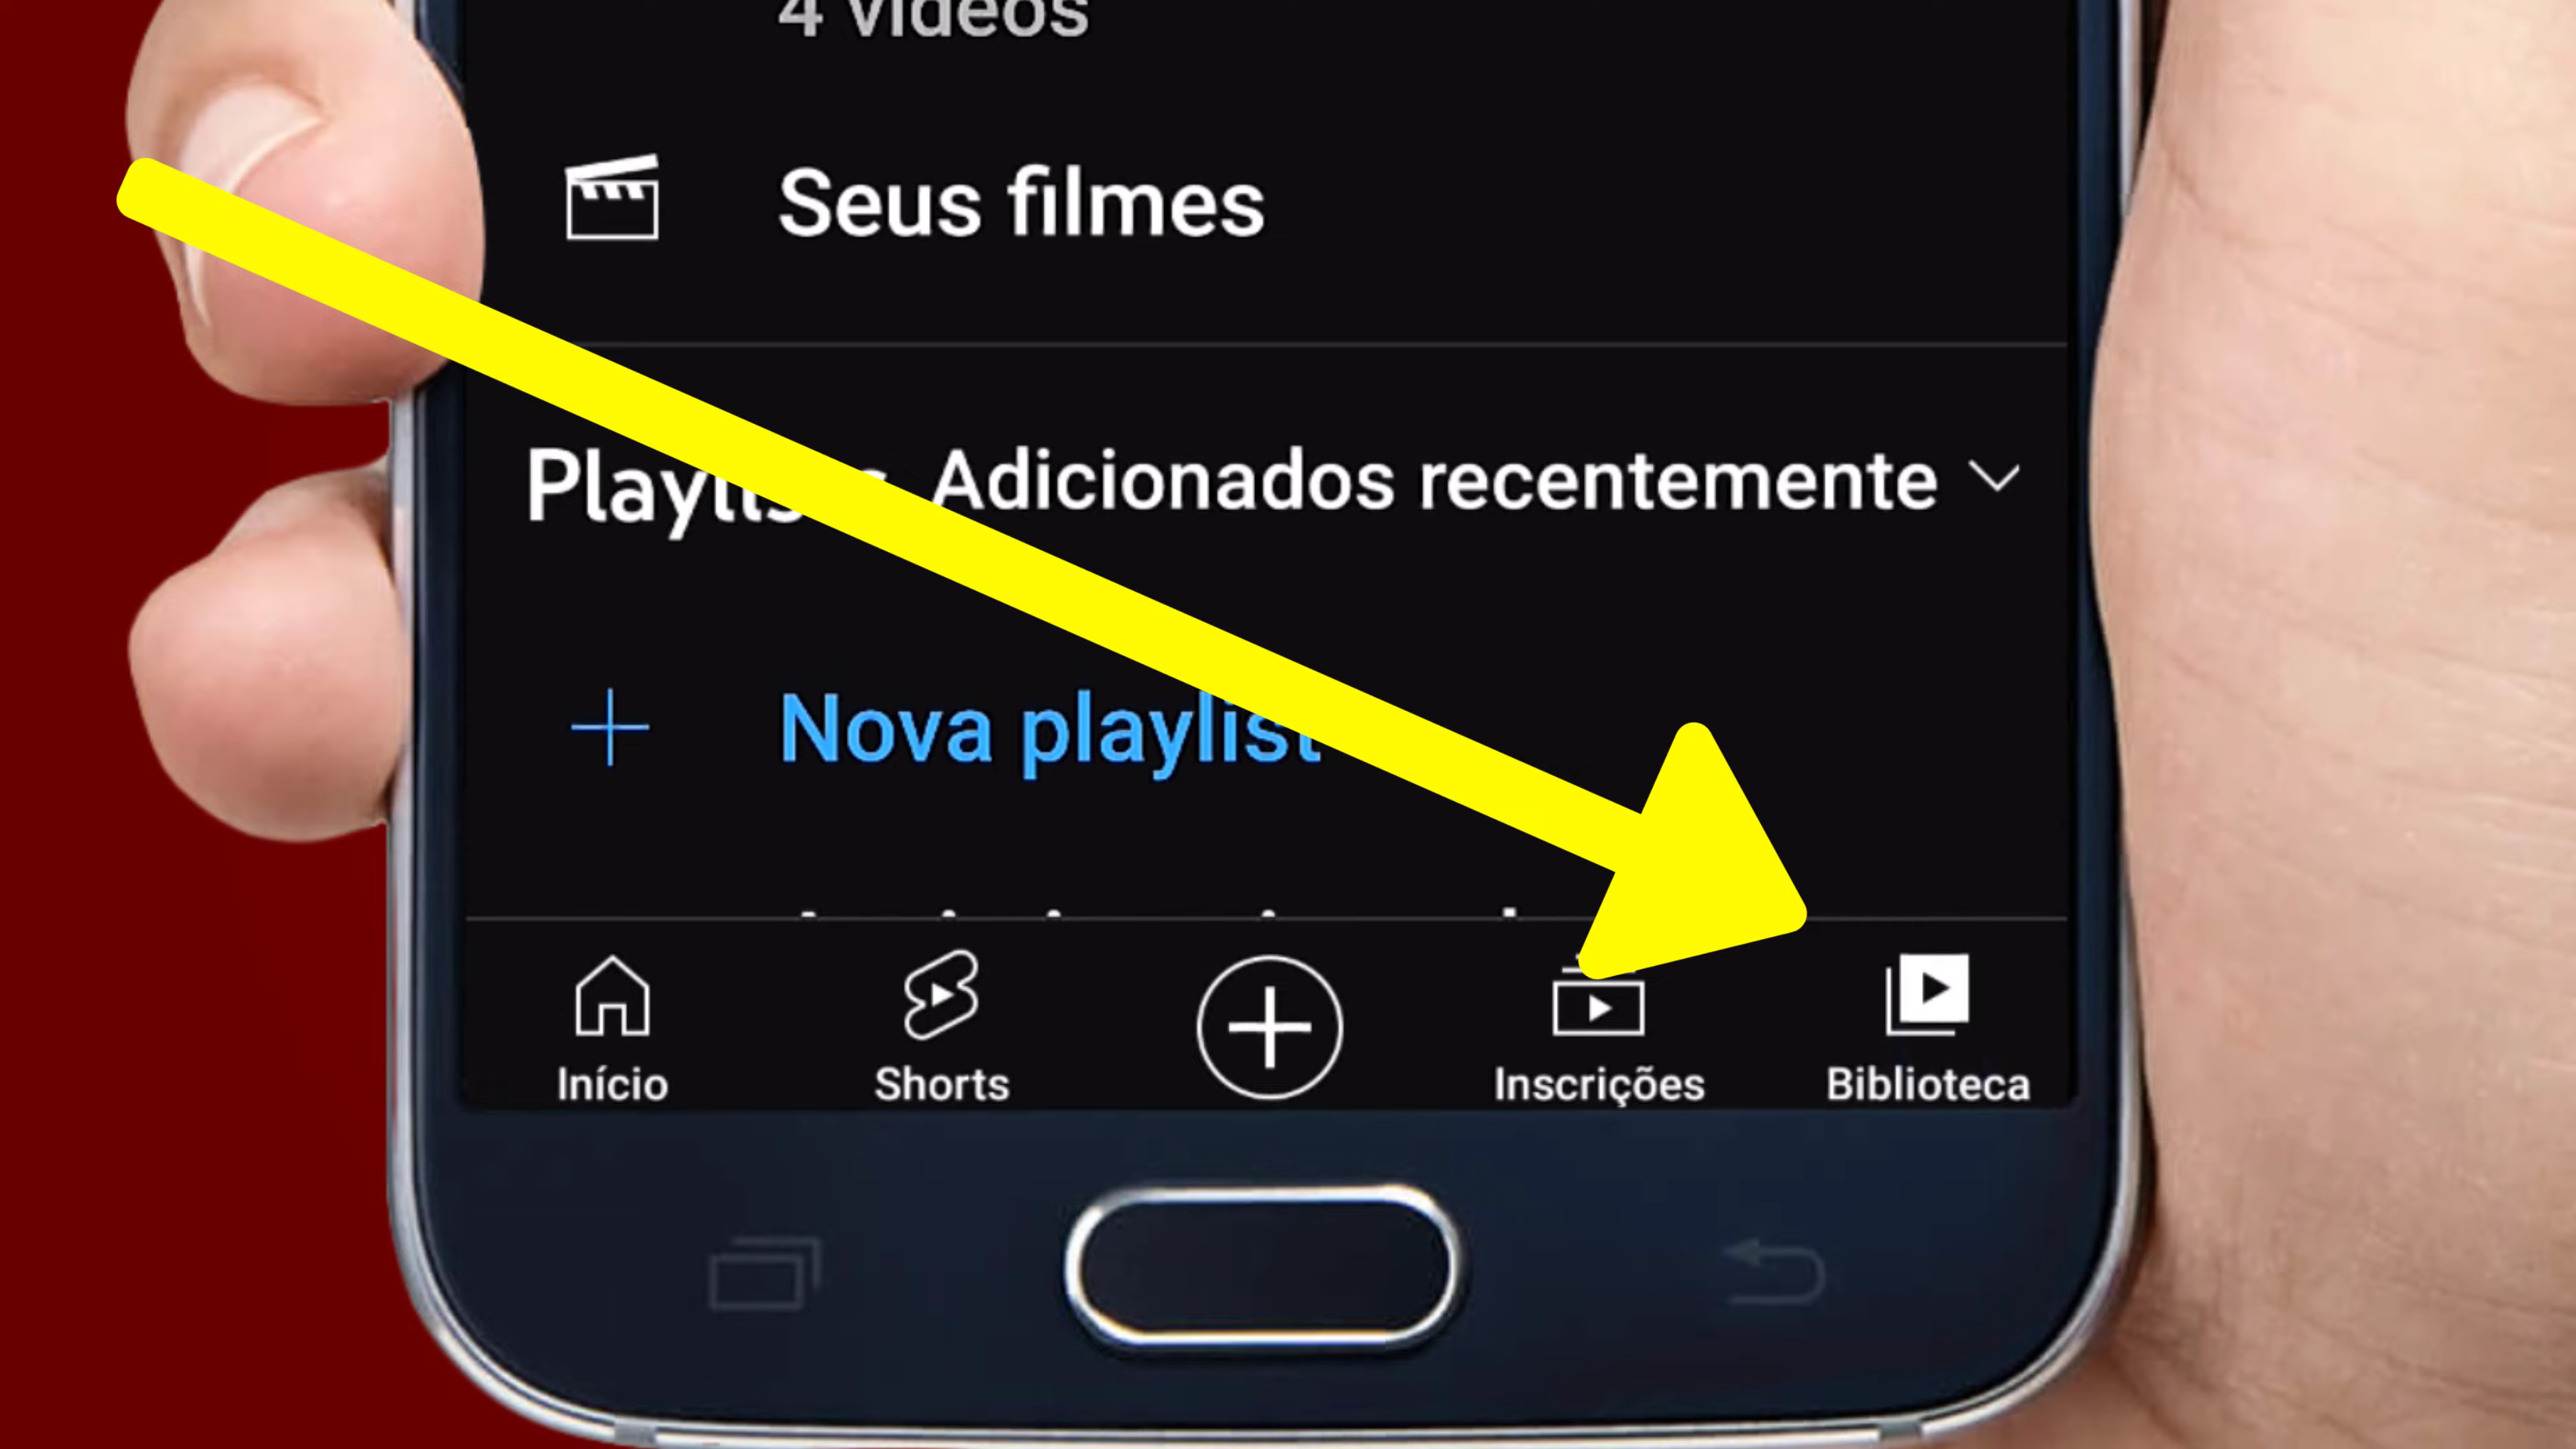 4 vídeos
Seus filmes
Adicionados recentemente
Nova playlist
Início
Shorts
Inscrições
Biblioteca